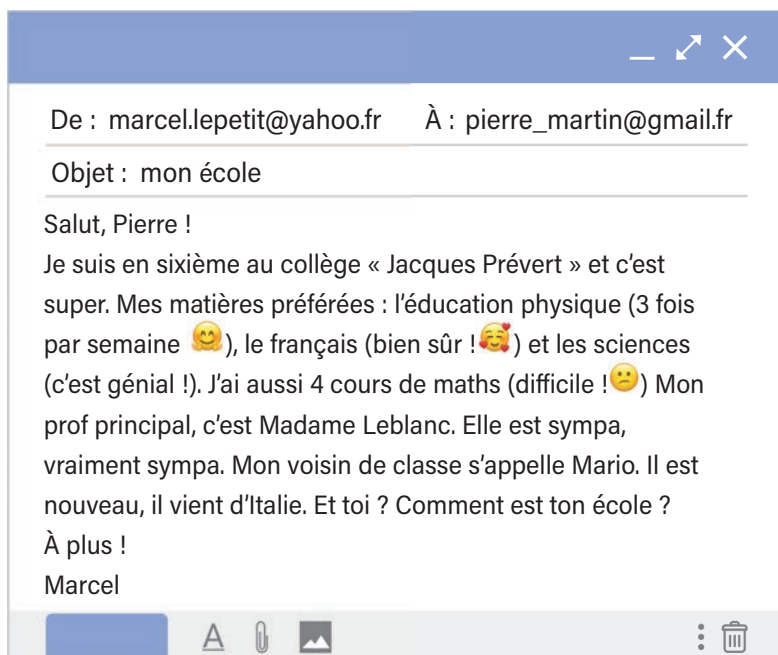 De : marcel.lepetit@yahoo.fr À : pierre_martin@gmail.fr
Objet : mon école
Salut, Pierre !
Je suis en sixième au collège « Jacques Prévert » et c’est
super. Mes matières préférées : l’éducation physique (3 fois
par semaine 🤗), le français (bien sûr !🥰) et les sciences
(c'est génial !). J’ai aussi 4 cours de maths (difficile !😕) Mon
prof principal, c’est Madame Leblanc. Elle est sympa,
vraiment sympa. Mon voisin de classe s’appelle Mario. Il est
nouveau, il vient d’Italie. Et toi ? Comment est ton école ?
À plus !
Marcel
A